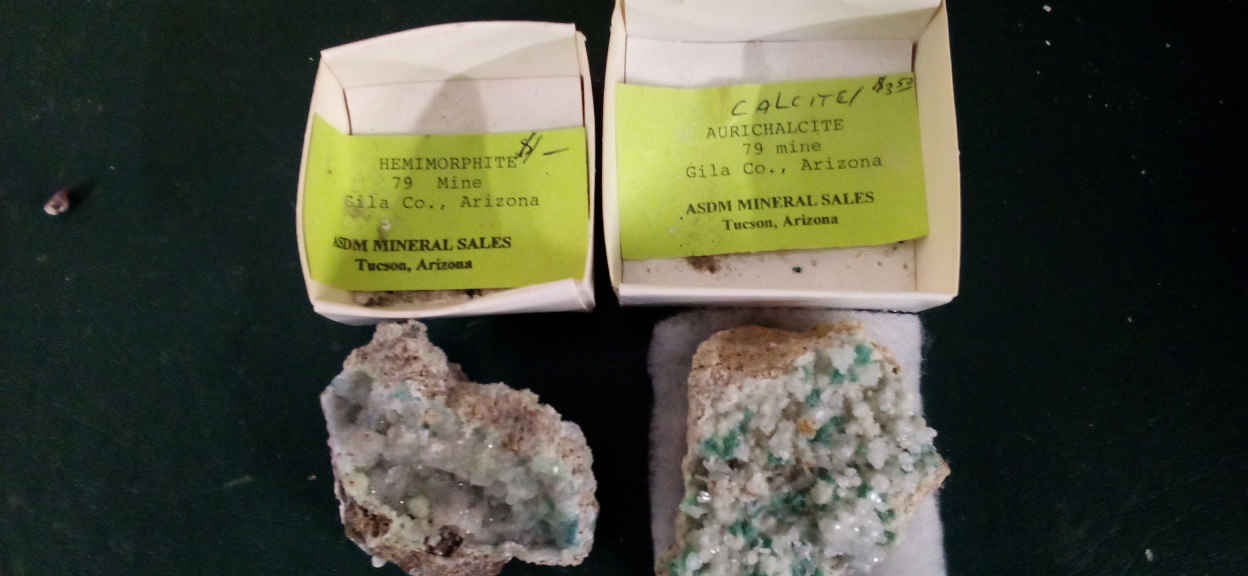 HEMIMORPHITE $1 —
79 Mine
Gila Co., Arizona
ASDM MINERAL SALES
Tucson, Arizona
CALCITE/ $3.50
AURICHALCITE
79 mine
Gila Co., Arizona
ASDM MINERAL SALES
Tucson, Arizona